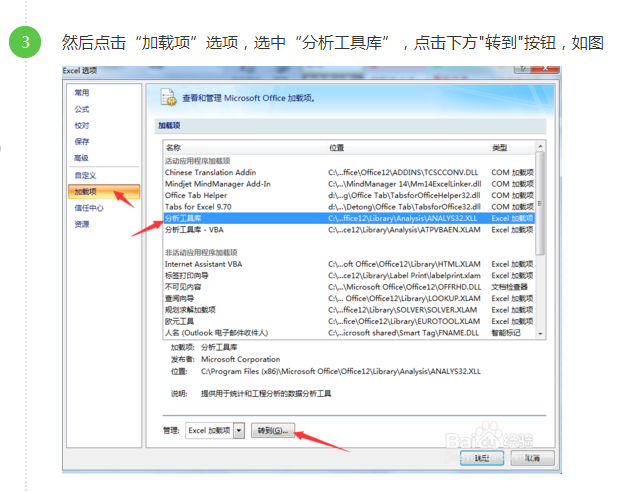 3
然后点击“加载项”选项，选中“分析工具库”，点击下方"转到"按钮，如图
Excel 选项
常用
公式
校对
保存
高级
自定义
加载项
信任中心
资源
查看和管理 Microsoft Office 加载项。
加载项
名称 位置 类型
活动应用程序加载项
Chinese Translation Addin C:\...ffice\Office12\ADDINS\TCSCCONV.DLL COM 加载项
Mindjet MindManager Add-In C:\...\MindManager 14\Mm14ExcelLinker.dll COM 加载项
Office Tab Helper d:\...g\Office Tab\TabsforOfficeHelper32.dll COM 加载项
Tabs for Excel 9.70 D:\...\Detong\Office Tab\TabsforOffice32.dll COM 加载项
分析工具库 C:\...ffice12\Library\Analysis\ANALYS32.XLL Excel 加载项
分析工具库 - VBA C:\...ce12\Library\Analysis\ATPVBAEN.XLAM Excel 加载项
非活动应用程序加载项
Internet Assistant VBA C:\...oft Office\Office12\Library\HTML.XLAM Excel 加载项
标签打印向导 C:\...ce12\Library\Label Print\labelprint.xlam Excel 加载项
不可见内容 C:\...\Microsoft Office\Office12\OFFRHD.DLL 文档检查器
查阅向导 C:\... Office\Office12\Library\LOOKUP.XLAM Excel 加载项
规划求解加载项 C:\...ffice12\Library\SOLVER\SOLVER.XLAM Excel 加载项
欧元工具 C:\...fice\Office12\Library\EUROTOOL.XLAM Excel 加载项
人名 (Outlook 电子邮件收件人) C:\...icrosoft shared\Smart Tag\FNAME.DLL 智能标记
加载项: 分析工具库
发布者: Microsoft Corporation
位置: C:\Program Files (x86)\Microsoft Office\Office12\Library\Analysis\ANALYS32.XLL
说明: 提供用于统计和工程分析的数据分析工具
管理: Excel 加载项 转到(G)...
Baidu 经验
确定 取消